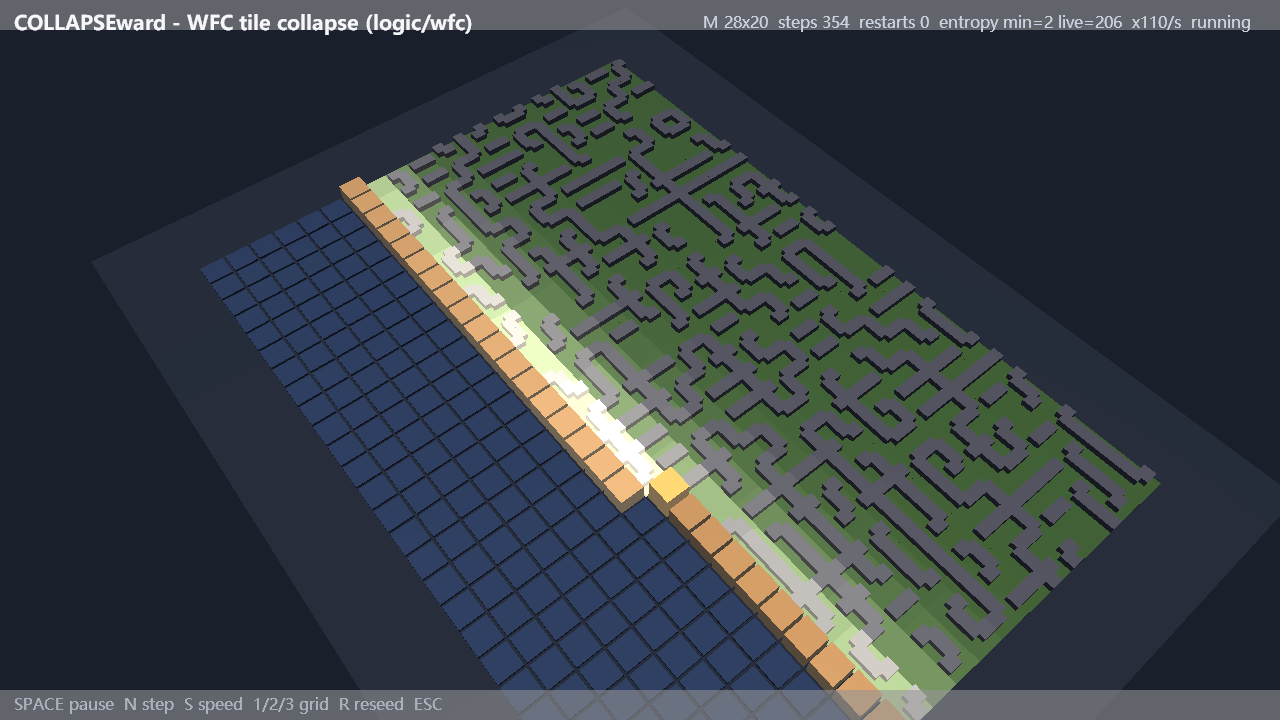 COLLAPSEward - WFC tile collapse (logic/wfc)
M 28x20 steps 354 restarts 0 entropy min=2 live=206 x110/s running
SPACE pause N step S speed 1/2/3 grid R reseed ESC